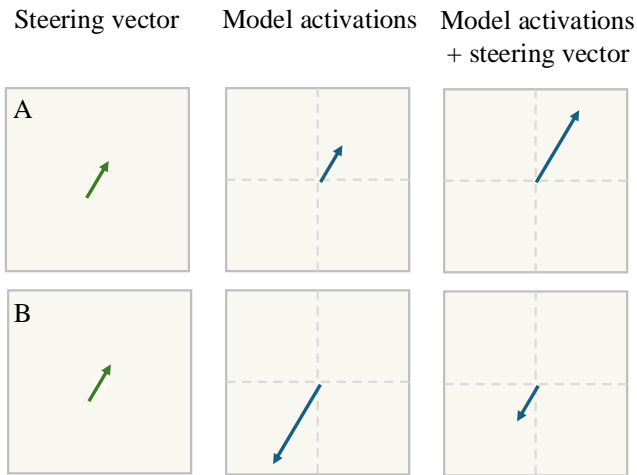 Steering vector
Model activations
Model activations
+ steering vector
A
B